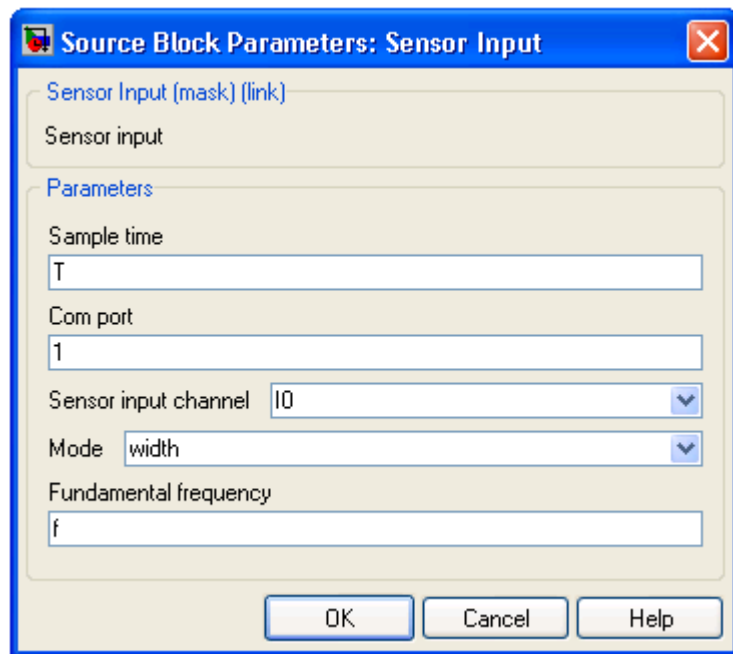 Source Block Parameters: Sensor Input
Sensor Input (mask) (link)
Sensor input
Parameters
Sample time
T
Com port
1
Sensor input channel I0
Mode width
Fundamental frequency
f
OK Cancel Help